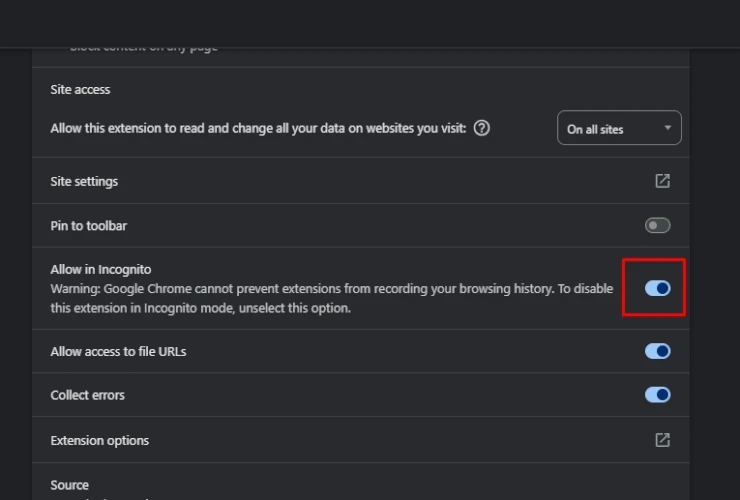 Block content on any page
Site access
Allow this extension to read and change all your data on websites you visit:
On all sites
Site settings
Pin to toolbar
Allow in Incognito
Warning: Google Chrome cannot prevent extensions from recording your browsing history. To disable
this extension in Incognito mode, unselect this option.
Allow access to file URLs
Collect errors
Extension options
Source